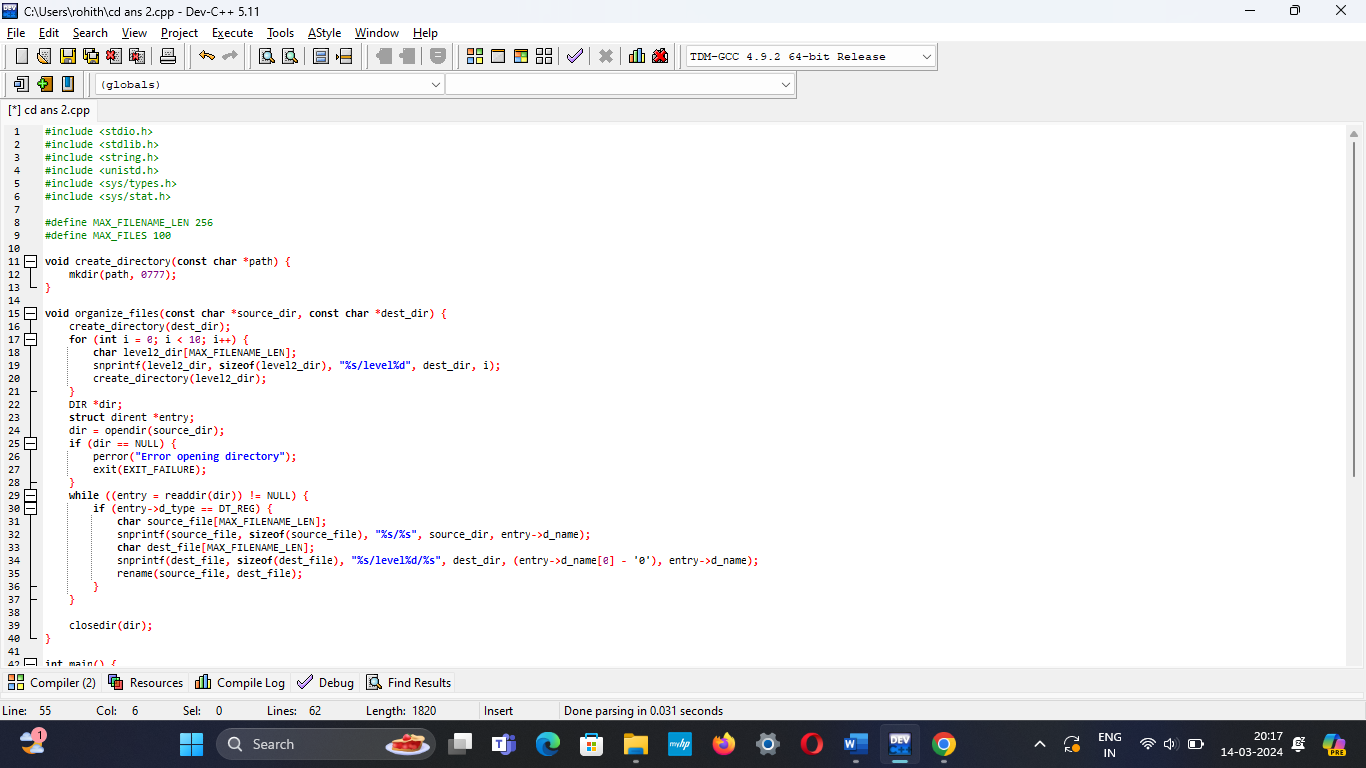 C:\Users\rohith\cd ans 2.cpp - Dev-C++ 5.11
File Edit Search View Project Execute Tools AStyle Window Help
TDM-GCC 4.9.2 64-bit Release
(globals)
[*] cd ans 2.cpp
1 #include <stdio.h>
2 #include <stdlib.h>
3 #include <string.h>
4 #include <unistd.h>
5 #include <sys/types.h>
6 #include <sys/stat.h>
7
8 #define MAX_FILENAME_LEN 256
9 #define MAX_FILES 100
10
11 void create_directory(const char *path) {
12     mkdir(path, 0777);
13 }
14
15 void organize_files(const char *source_dir, const char *dest_dir) {
16     create_directory(dest_dir);
17     for (int i = 0; i < 10; i++) {
18         char level2_dir[MAX_FILENAME_LEN];
19         snprintf(level2_dir, sizeof(level2_dir), "%s/level%d", dest_dir, i);
20         create_directory(level2_dir);
21     }
22     DIR *dir;
23     struct dirent *entry;
24     dir = opendir(source_dir);
25     if (dir == NULL) {
26         perror("Error opening directory");
27         exit(EXIT_FAILURE);
28     }
29     while ((entry = readdir(dir)) != NULL) {
30         if (entry->d_type == DT_REG) {
31             char source_file[MAX_FILENAME_LEN];
32             snprintf(source_file, sizeof(source_file), "%s/%s", source_dir, entry->d_name);
33             char dest_file[MAX_FILENAME_LEN];
34             snprintf(dest_file, sizeof(dest_file), "%s/level%d/%s", dest_dir, (entry->d_name[0] - '0'), entry->d_name);
35             rename(source_file, dest_file);
36         }
37     }
38
39     closedir(dir);
40 }
41
42 int main() {
Compiler (2) Resources Compile Log Debug Find Results
Line: 55 Col: 6 Sel: 0 Lines: 62 Length: 1820 Insert Done parsing in 0.031 seconds
1 Search myhp W DEV C++ ENG IN 20:17 14-03-2024 PRE